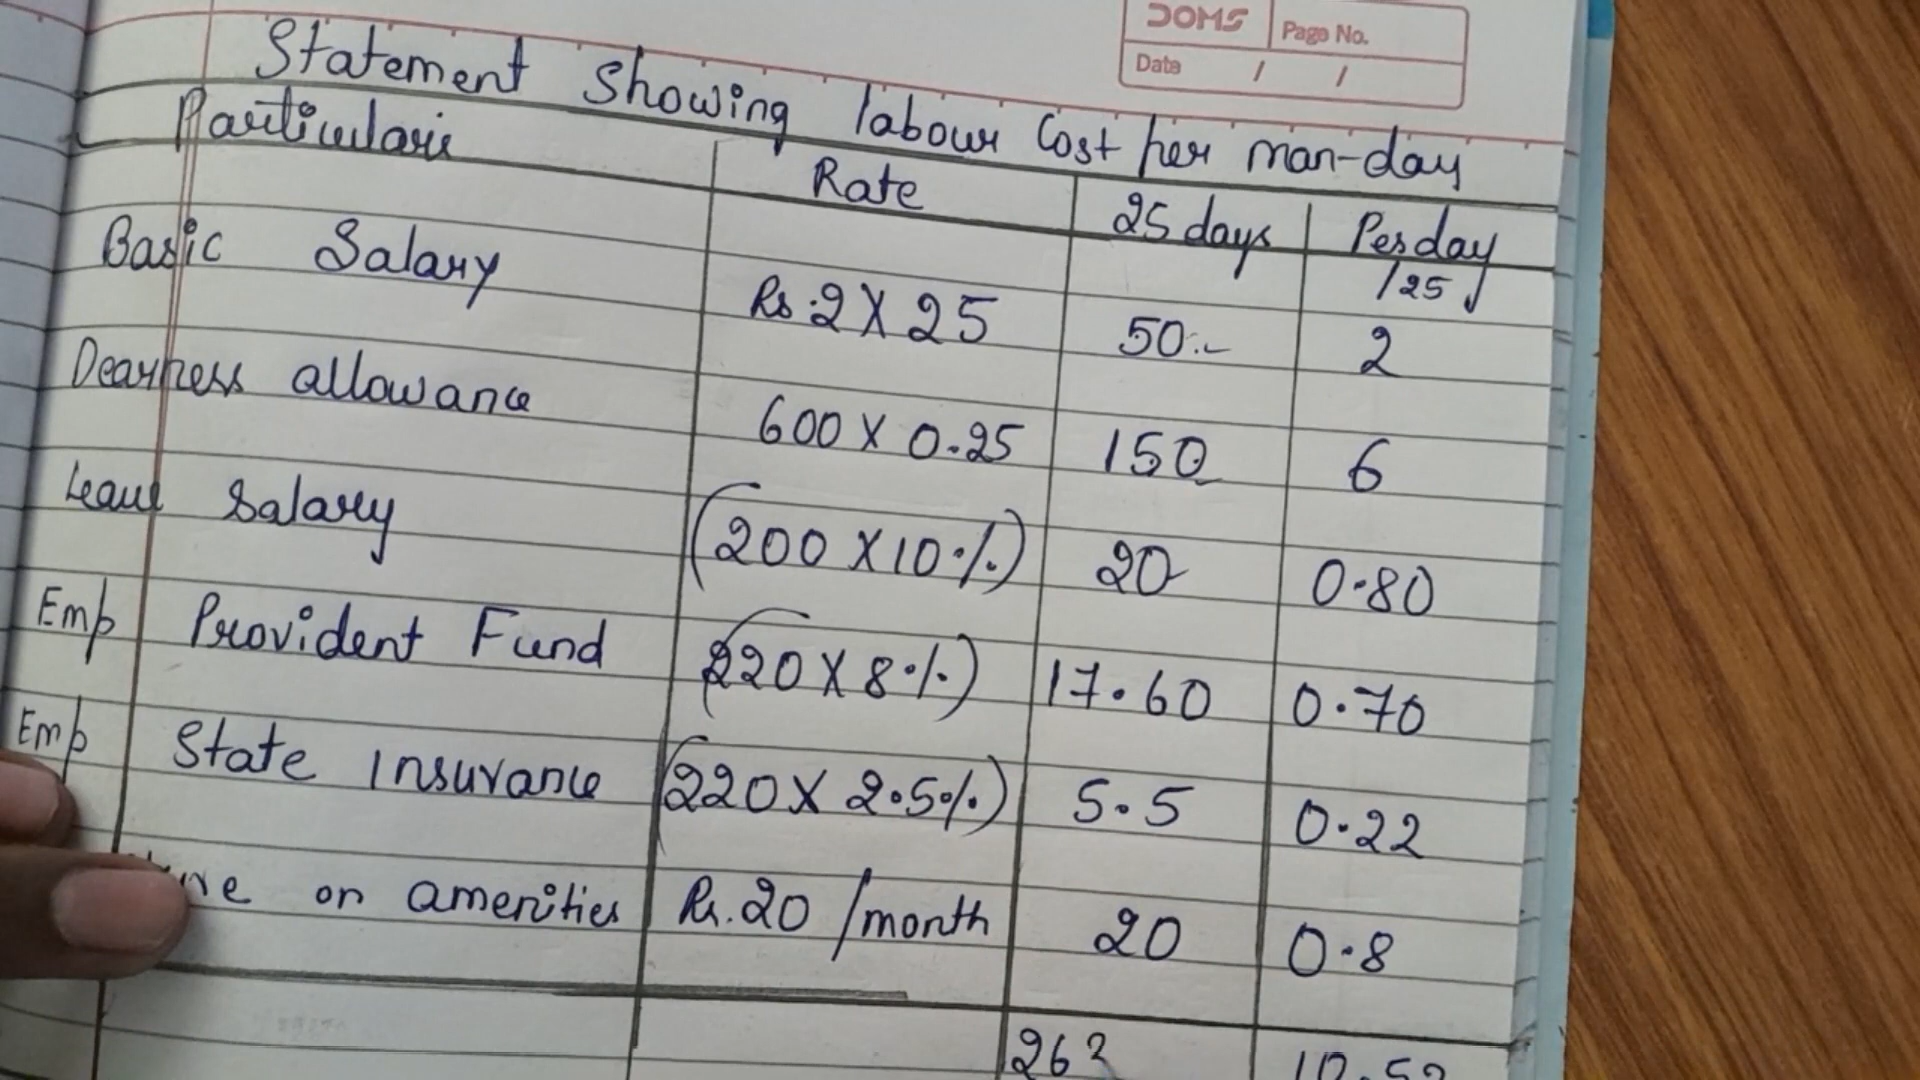 DOMS Page No.
Date / /
Statement Showing labour Cost per man-day
Particulars Rate 25 days Per day
/25
Basic Salary Rs.2 X 25 50 2
Dearness allowance 600 X 0.25 150 6
Leave Salary (200 X 10%) 20 0.80
Emp Provident Fund (220 X 8%) 17.60 0.70
Emp State Insurance (220 X 2.5%) 5.5 0.22
on amenities Rs.20 /month 20 0.8
263 10.52